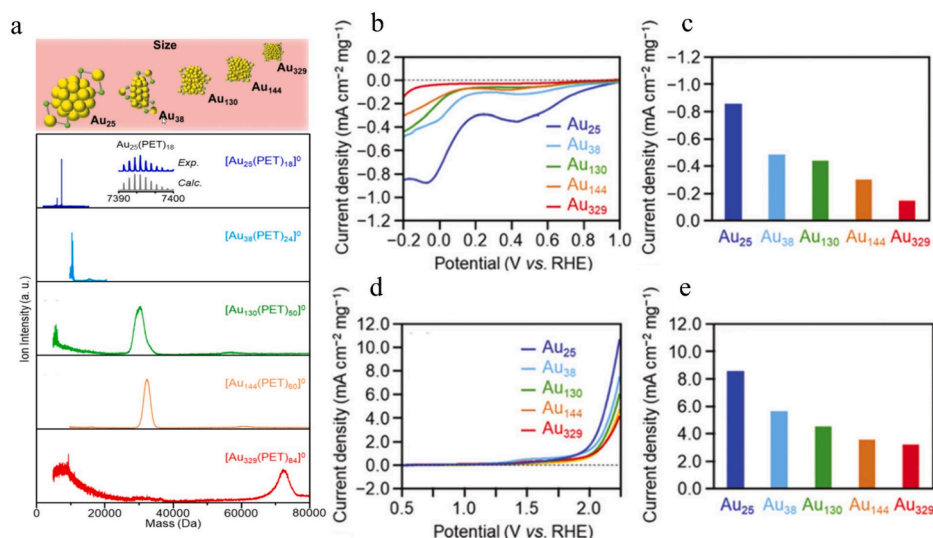 a
Size
Au25
Au38
Au130
Au144
Au329
Au25(PET)18
Exp.
Calc.
7390 7400
[Au25(PET)18]0
[Au38(PET)24]0
[Au130(PET)50]0
[Au144(PET)60]0
[Au329(PET)84]0
Ion Intensity (a. u.)
0 20000 40000 60000 80000
Mass (Da)
b
Current density (mA cm−2 mg−1)
0.2
0.0
−0.2
−0.4
−0.6
−0.8
−1.0
−1.2
Au25
Au38
Au130
Au144
Au329
−0.2 0.0 0.2 0.4 0.6 0.8 1.0
Potential (V vs. RHE)
c
Current density (mA cm−2 mg−1)
−1.2
−1.0
−0.8
−0.6
−0.4
−0.2
0.0
Au25 Au38 Au130 Au144 Au329
d
Current density (mA cm−2 mg−1)
12.0
10.0
8.0
6.0
4.0
2.0
0.0
−2.0
Au25
Au38
Au130
Au144
Au329
0.5 1.0 1.5 2.0
Potential (V vs. RHE)
e
Current density (mA cm−2 mg−1)
12.0
10.0
8.0
6.0
4.0
2.0
0.0
Au25 Au38 Au130 Au144 Au329